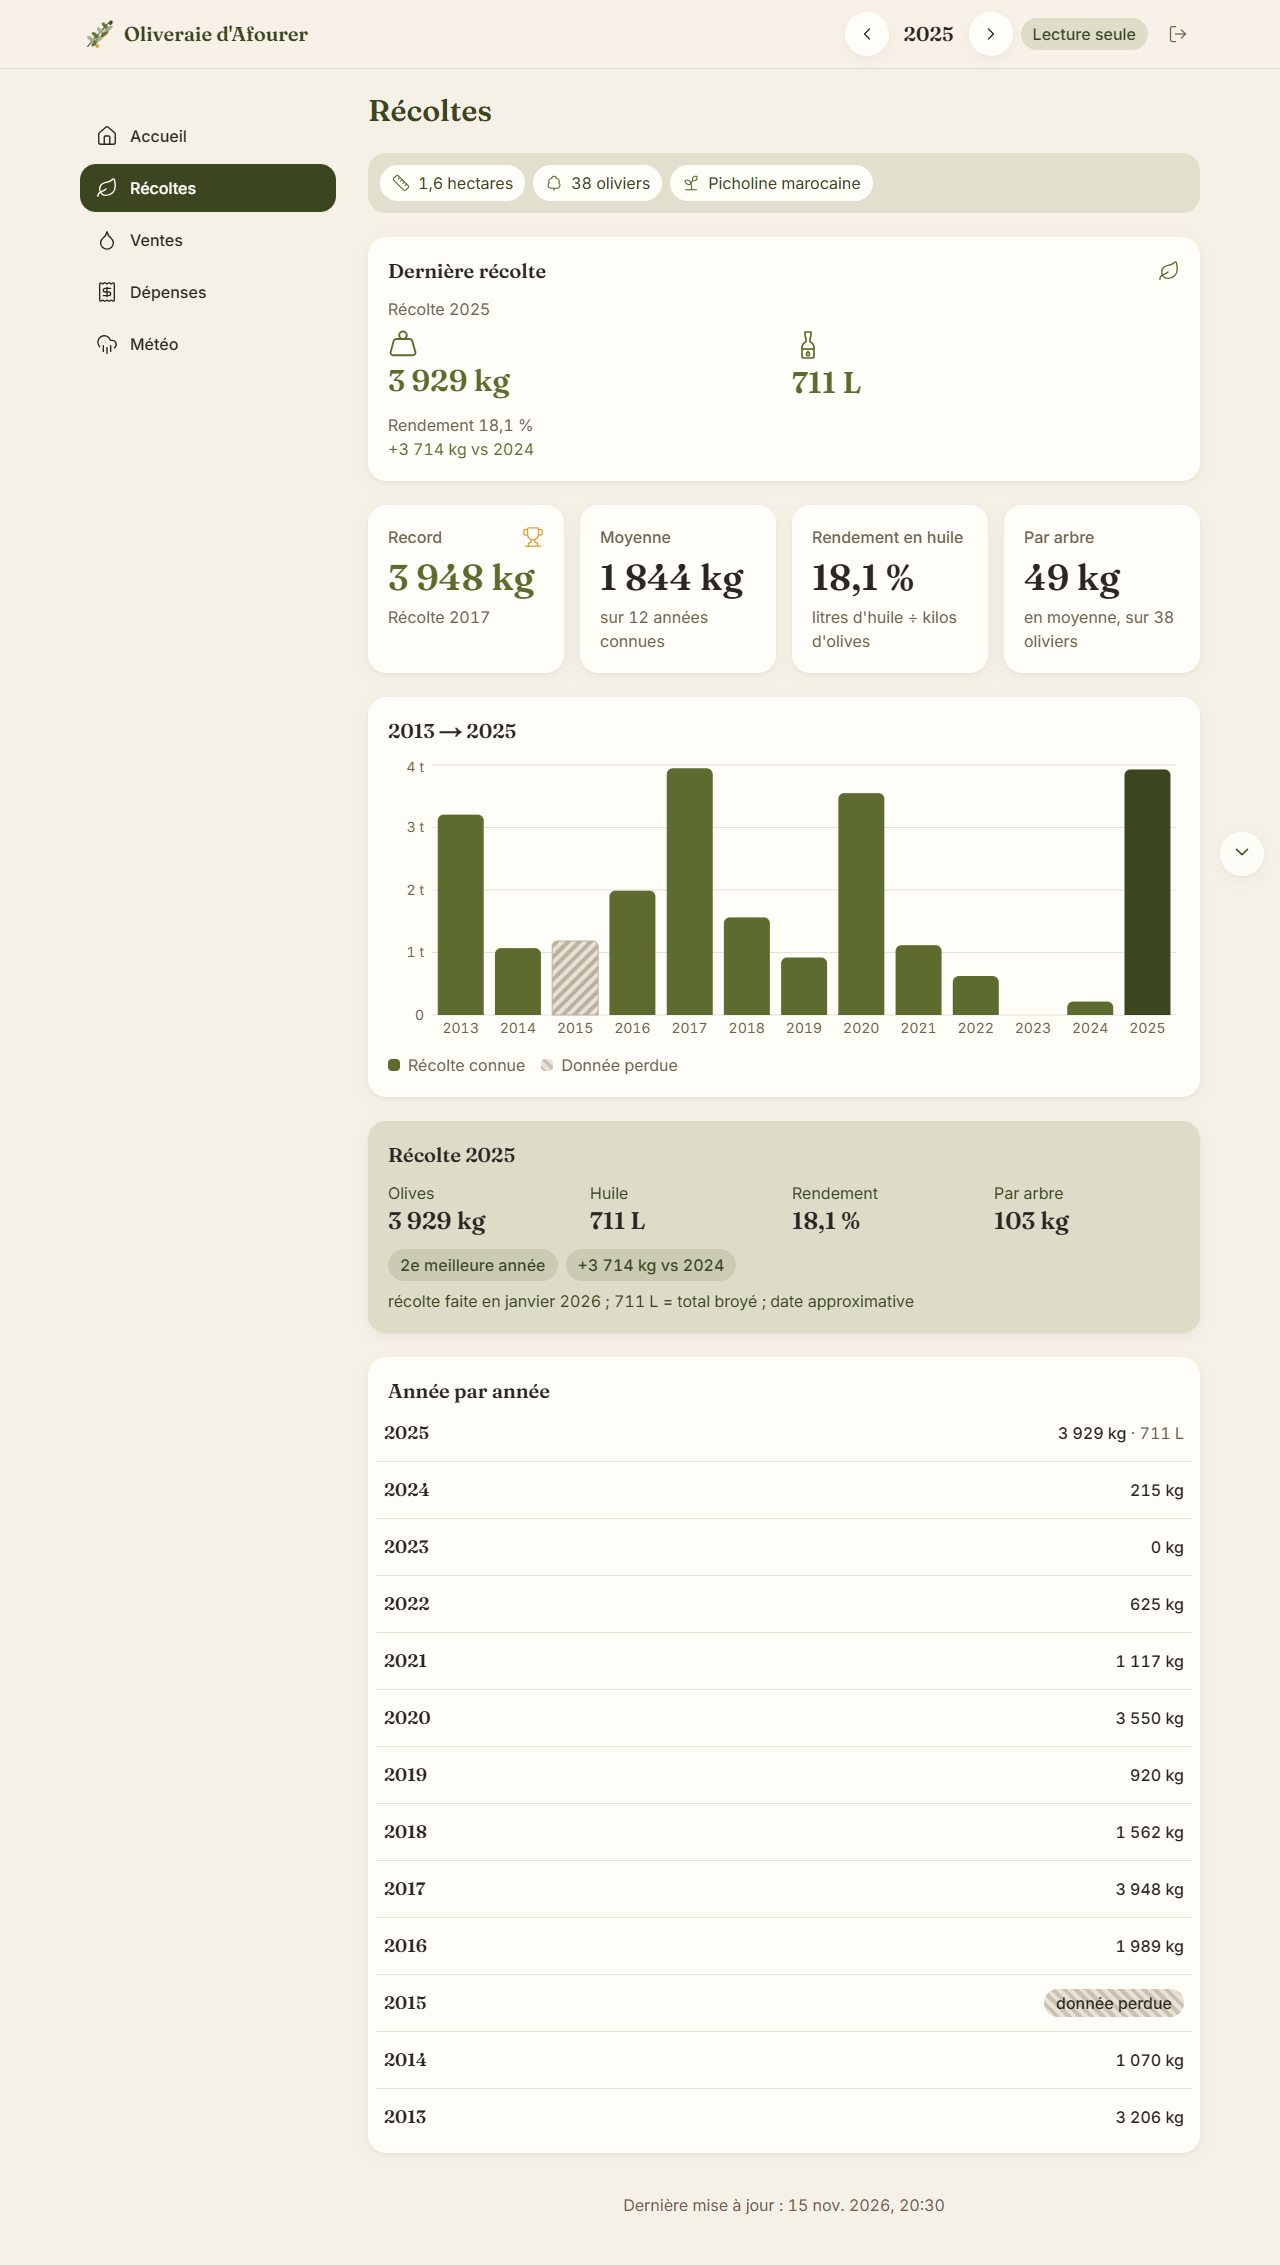 Oliveraie d'Afourer
2025
Lecture seule
Accueil
Récoltes
Ventes
Dépenses
Météo
Récoltes
1,6 hectares
38 oliviers
Picholine marocaine
Dernière récolte
Récolte 2025
3 929 kg
711 L
Rendement 18,1 %
+3 714 kg vs 2024
Record
3 948 kg
Récolte 2017
Moyenne
1 844 kg
sur 12 années
connues
Rendement en huile
18,1 %
litres d'huile ÷ kilos
d'olives
Par arbre
49 kg
en moyenne, sur 38
oliviers
2013 → 2025
4 t
3 t
2 t
1 t
0
2013 2014 2015 2016 2017 2018 2019 2020 2021 2022 2023 2024 2025
Récolte connue
Donnée perdue
Récolte 2025
Olives
3 929 kg
Huile
711 L
Rendement
18,1 %
Par arbre
103 kg
2e meilleure année
+3 714 kg vs 2024
récolte faite en janvier 2026 ; 711 L = total broyé ; date approximative
Année par année
2025 3 929 kg · 711 L
2024 215 kg
2023 0 kg
2022 625 kg
2021 1 117 kg
2020 3 550 kg
2019 920 kg
2018 1 562 kg
2017 3 948 kg
2016 1 989 kg
2015 donnée perdue
2014 1 070 kg
2013 3 206 kg
Dernière mise à jour : 15 nov. 2026, 20:30